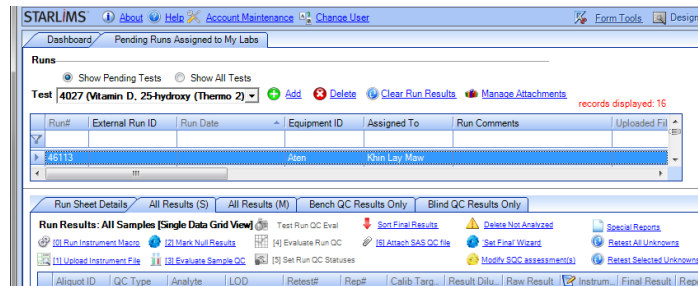 STARLIMS About Help Account Maintenance Change User Form Tools Design
Dashboard Pending Runs Assigned to My Labs
Runs
Show Pending Tests Show All Tests
Test 4027 (Vitamin D, 25-hydroxy (Thermo 2) Add Delete Clear Run Results Manage Attachments
records displayed: 16
Run# External Run ID Run Date Equipment ID Assigned To Run Comments Uploaded Fil
46113 Aten Khin Lay Maw
Run Sheet Details All Results (S) All Results (M) Bench QC Results Only Blind QC Results Only
Run Results: All Samples [Single Data Grid View] Test Run QC Eval Sort Final Results Delete Not Analyzed Special Reports
[0] Run Instrument Macro [2] Mark Null Results [4] Evaluate Run QC [6] Attach SAS QC file 'Set Final' Wizard Retest All Unknowns
[1] Upload Instrument File [3] Evaluate Sample QC [5] Set Run QC Statuses Modify SQC assessment(s) Retest Selected Unknowns
Aliquot ID QC Type Analyte LOD Retest# Rep# Calib Targ... Result Dilu... Raw Result Instrum... Final Result